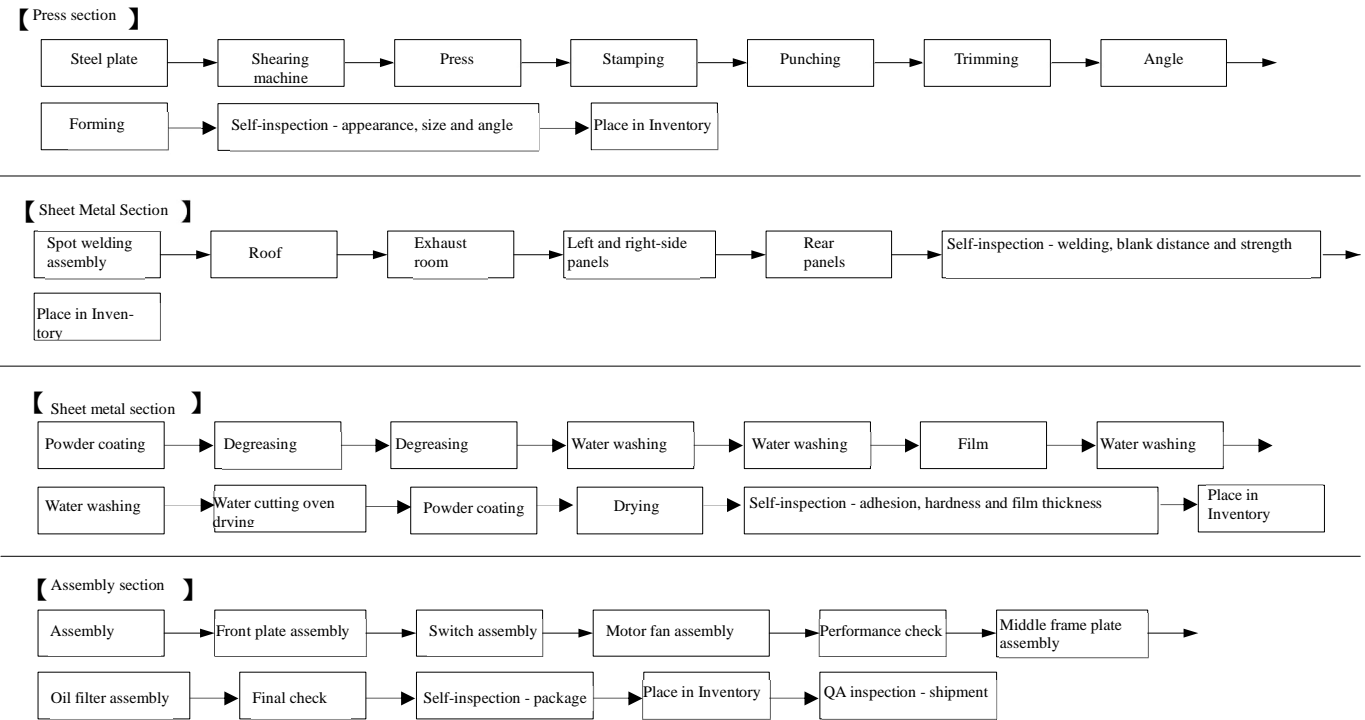 【 Press section 】
Steel plate
Shearing
machine
Press
Stamping
Punching
Trimming
Angle
Forming
Self-inspection - appearance, size and angle
Place in Inventory
【 Sheet Metal Section 】
Spot welding
assembly
Roof
Exhaust
room
Left and right-side
panels
Rear
panels
Self-inspection - welding, blank distance and strength
Place in Inven-
tory
【 Sheet metal section 】
Powder coating
Degreasing
Degreasing
Water washing
Water washing
Film
Water washing
Water washing
Water cutting oven
drying
Powder coating
Drying
Self-inspection - adhesion, hardness and film thickness
Place in
Inventory
【 Assembly section 】
Assembly
Front plate assembly
Switch assembly
Motor fan assembly
Performance check
Middle frame plate
assembly
Oil filter assembly
Final check
Self-inspection - package
Place in Inventory
QA inspection - shipment